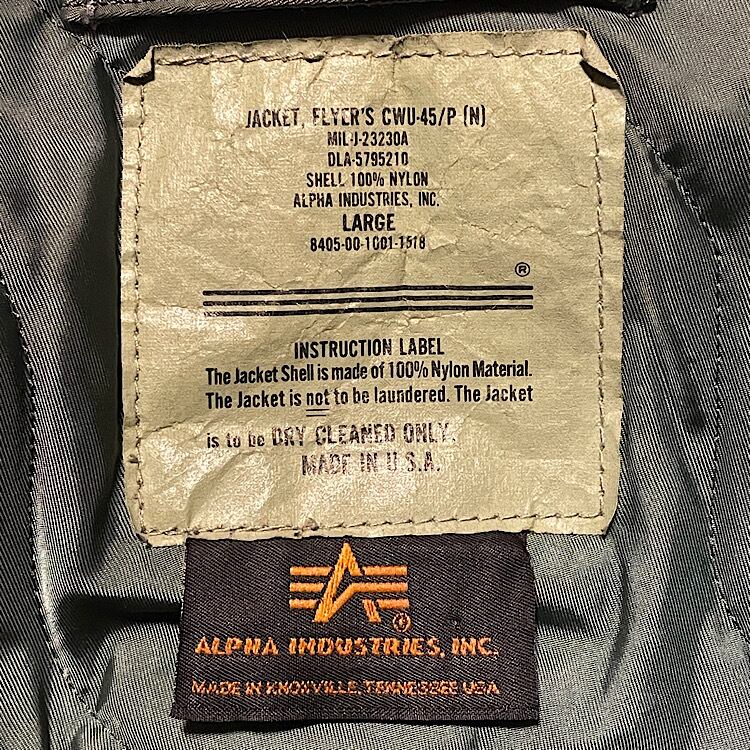 JACKET, FLYER'S CWU-45/P (N)
MIL-J-23230A
DLA-5795210
SHELL 100% NYLON
ALPHA INDUSTRIES, INC.
LARGE
8405-00-1001-1518
®
INSTRUCTION LABEL
The Jacket Shell is made of 100% Nylon Material.
The Jacket is not to be laundered. The Jacket
is to be DRY CLEANED ONLY.
MADE IN U.S.A.
ALPHA INDUSTRIES, INC.
MADE IN KNOXVILLE, TENNESSEE USA